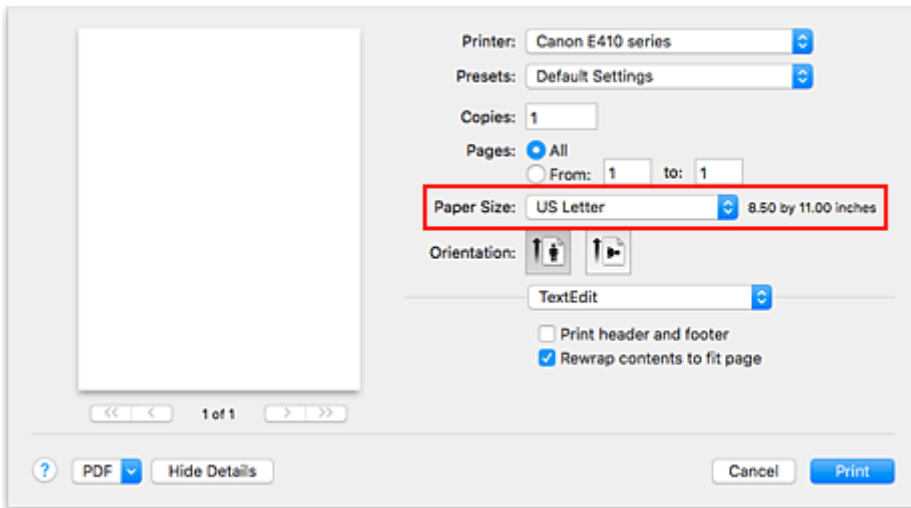 Printer: Canon E410 series
Presets: Default Settings
Copies: 1
Pages: All
From: 1 to: 1
Paper Size: US Letter 8.50 by 11.00 inches
Orientation:
TextEdit
Print header and footer
Rewrap contents to fit page
<< < 1 of 1 > >>
? PDF Hide Details Cancel Print